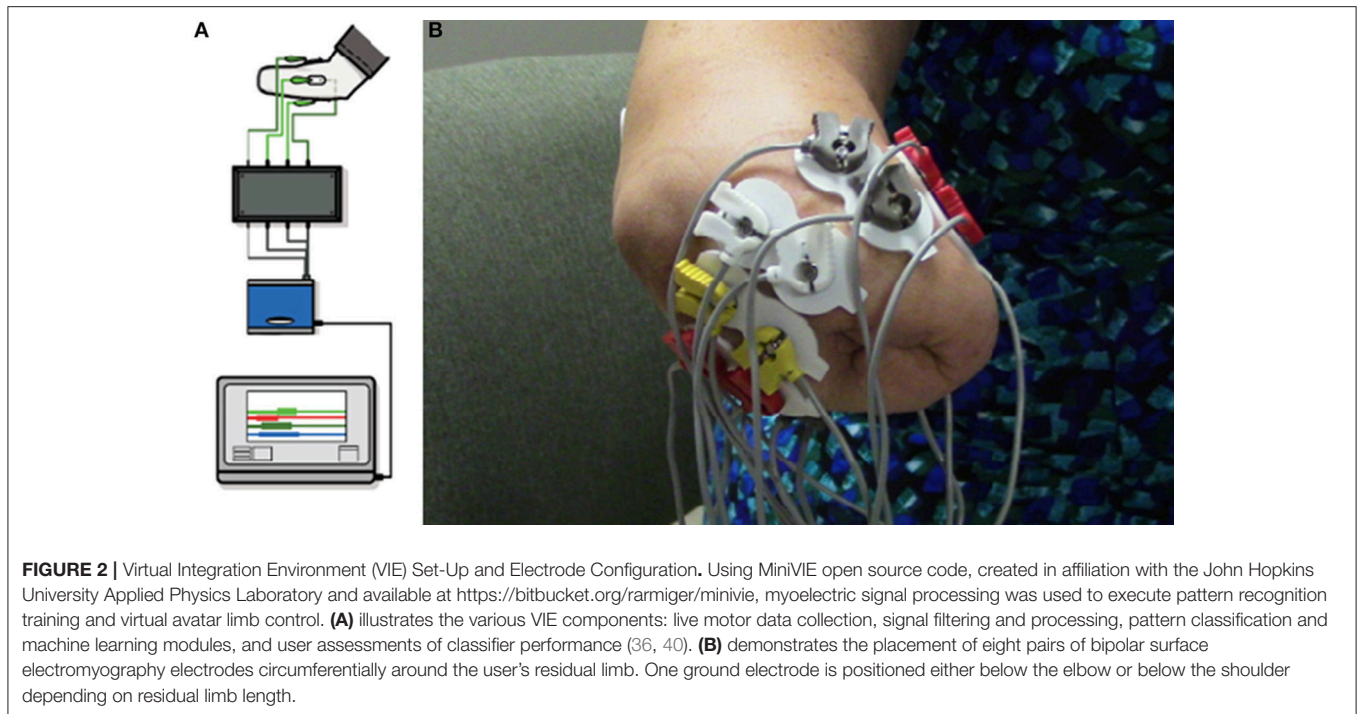 A
B
FIGURE 2 | Virtual Integration Environment (VIE) Set-Up and Electrode Configuration. Using MiniVIE open source code, created in affiliation with the John Hopkins
University Applied Physics Laboratory and available at https://bitbucket.org/rarmiger/minivie, myoelectric signal processing was used to execute pattern recognition
training and virtual avatar limb control. (A) illustrates the various VIE components: live motor data collection, signal filtering and processing, pattern classification and
machine learning modules, and user assessments of classifier performance (36, 40). (B) demonstrates the placement of eight pairs of bipolar surface
electromyography electrodes circumferentially around the user's residual limb. One ground electrode is positioned either below the elbow or below the shoulder
depending on residual limb length.